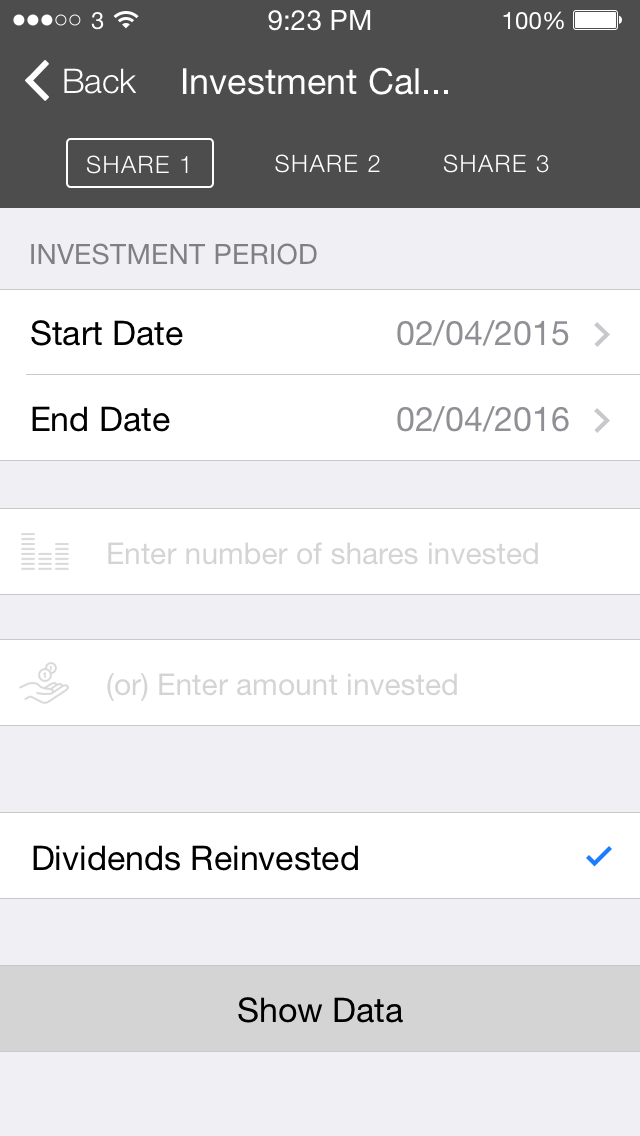 3 9:23 PM 100%
Back Investment Cal...
SHARE 1 SHARE 2 SHARE 3
INVESTMENT PERIOD
Start Date 02/04/2015
End Date 02/04/2016
Enter number of shares invested
(or) Enter amount invested
Dividends Reinvested
Show Data